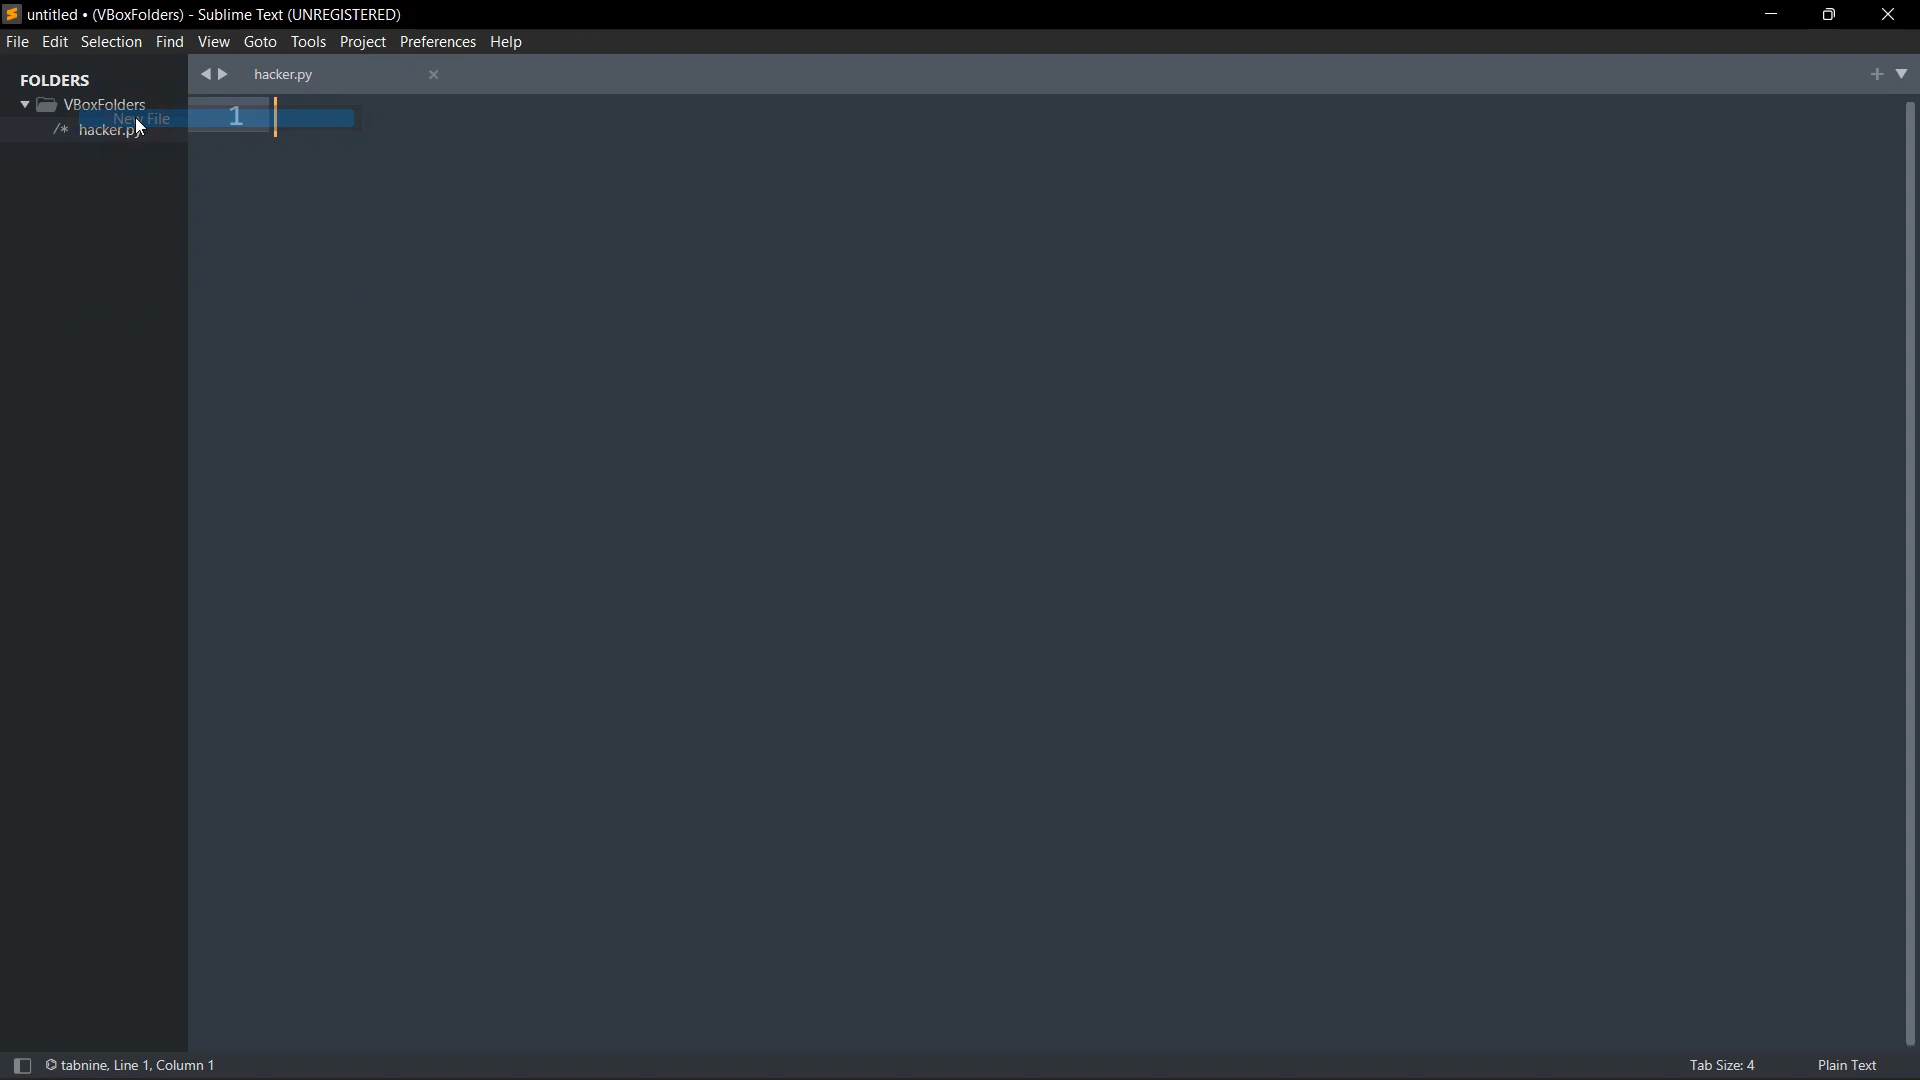 untitled • (VBoxFolders) - Sublime Text (UNREGISTERED)
File Edit Selection Find View Goto Tools Project Preferences Help
FOLDERS
hacker.py
VBoxFolders
New File
/* hacker.py
1
tabnine, Line 1, Column 1
Tab Size: 4
Plain Text